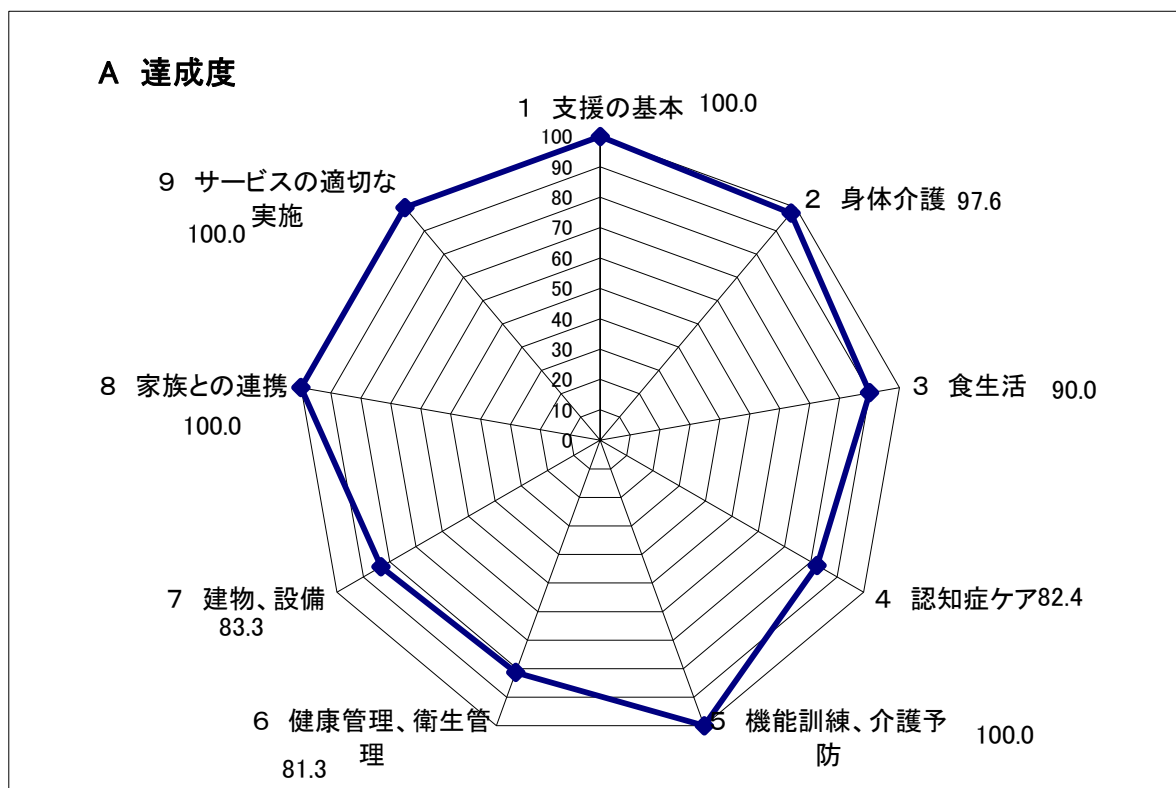 A 達成度
1 支援の基本 100.0
2 身体介護 97.6
3 食生活 90.0
4 認知症ケア 82.4
5 機能訓練、介護予
防
100.0
6 健康管理、衛生管
理
81.3
7 建物、設備
83.3
8 家族との連携
100.0
9 サービスの適切な
実施
100.0
100
90
80
70
60
50
40
30
20
10
0